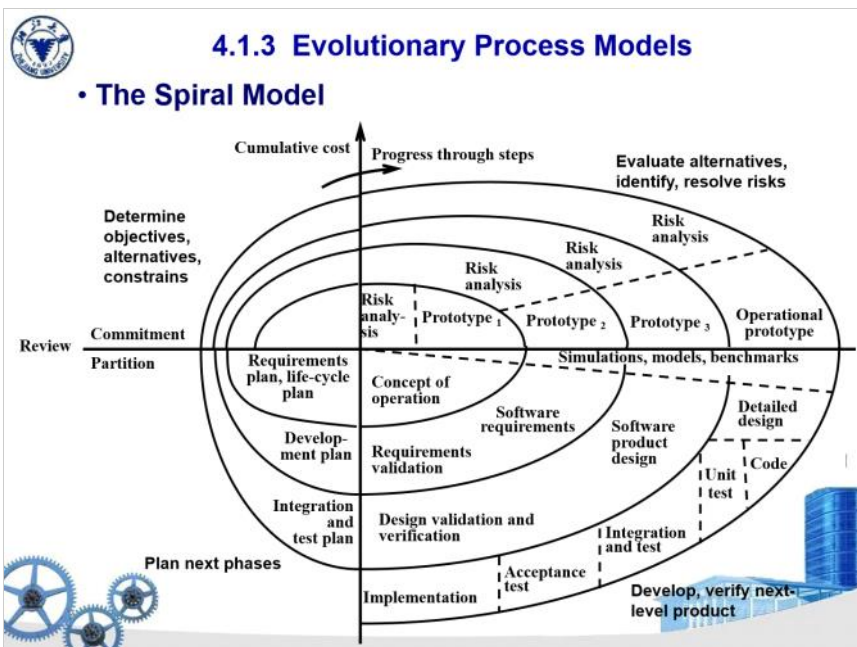 4.1.3 Evolutionary Process Models
• The Spiral Model
Cumulative cost
Progress through steps
Evaluate alternatives,
identify, resolve risks
Determine
objectives,
alternatives,
constrains
Risk
analysis
Risk
analysis
Risk
analysis
Risk
analy-
sis
Prototype 1
Prototype 2
Prototype 3
Operational
prototype
Review
Commitment
Partition
Simulations, models, benchmarks
Requirements
plan, life-cycle
plan
Concept of
operation
Software
requirements
Software
product
design
Detailed
design
Code
Unit
test
Develop-
ment plan
Requirements
validation
Integration
and
test plan
Design validation and
verification
Integration
and test
Acceptance
test
Implementation
Plan next phases
Develop, verify next-
level product
ZHEJIANG UNIVERSITY